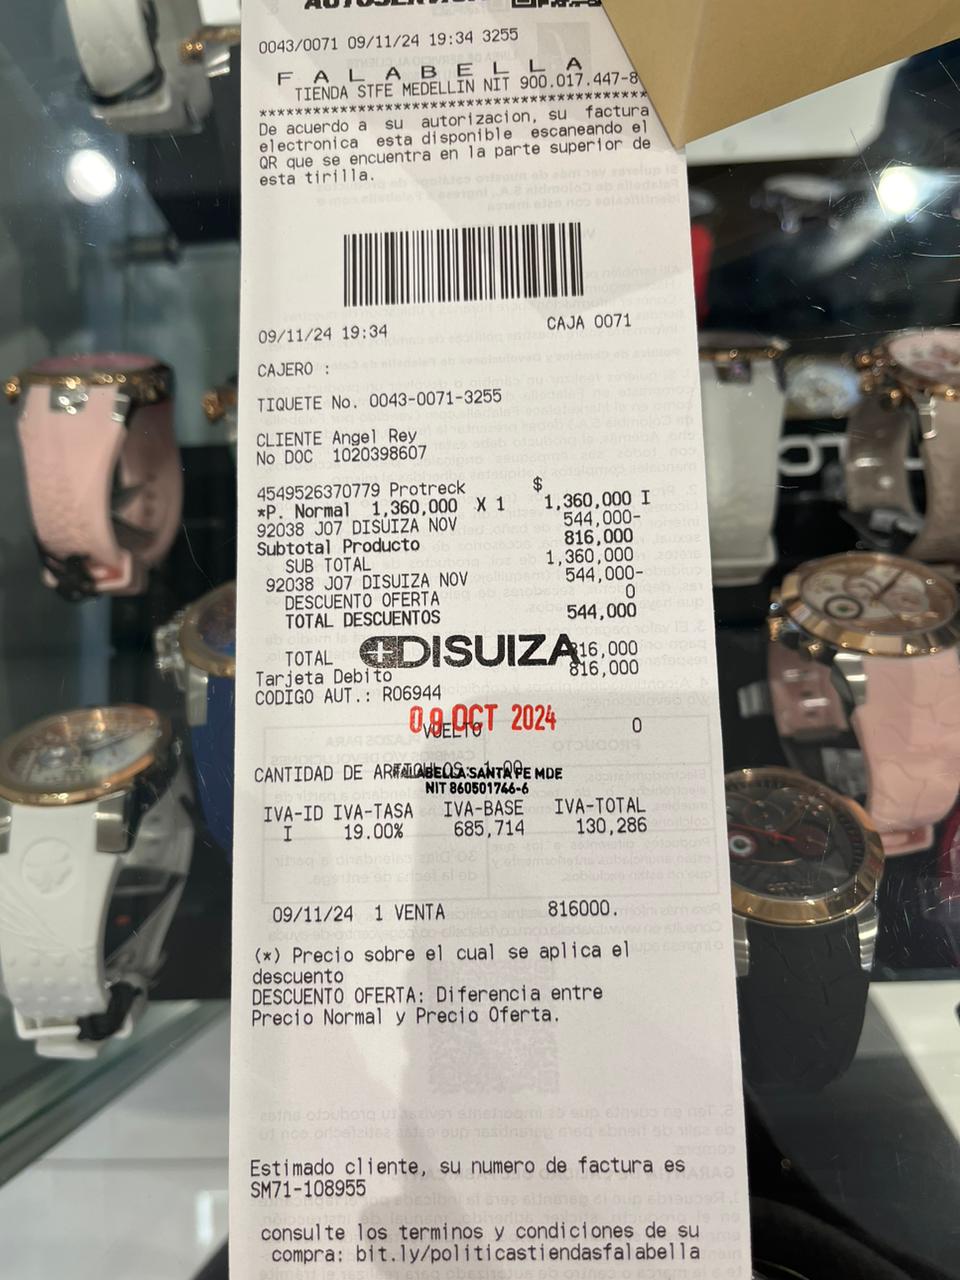 0043/0071 09/11/24 19:34 3255
F A L A B E L L A
TIENDA STFE MEDELLIN NIT 900.017.447-8
****************************************
De acuerdo a su autorizacion, su factura
electronica esta disponible escaneando el
QR que se encuentra en la parte superior de
esta tirilla.
09/11/24 19:34 CAJA 0071
CAJERO :
TIQUETE No. 0043-0071-3255
CLIENTE Angel Rey
No DOC 1020398607
$
4549526370779 Protreck
*P. Normal 1,360,000 X 1 1,360,000 I
92038 J07 DISUIZA NOV 544,000-
Subtotal Producto 816,000
SUB TOTAL 1,360,000
92038 J07 DISUIZA NOV 544,000-
DESCUENTO OFERTA 0
TOTAL DESCUENTOS 544,000
DISUIZA
TOTAL 816,000
Tarjeta Debito 816,000
CODIGO AUT.: R06944
09 OCT 2024
VUELTO 0
CANTIDAD DE ARTICULOS: 1.00
FALABELLA SANTA FE MDE
NIT 860501746-6
IVA-ID IVA-TASA IVA-BASE IVA-TOTAL
I 19.00% 685,714 130,286
09/11/24 1 VENTA 816000.
(*) Precio sobre el cual se aplica el
descuento
DESCUENTO OFERTA: Diferencia entre
Precio Normal y Precio Oferta.
Estimado cliente, su numero de factura es
SM71-108955
consulte los terminos y condiciones de su
compra: bit.ly/politicastiendasfalabella